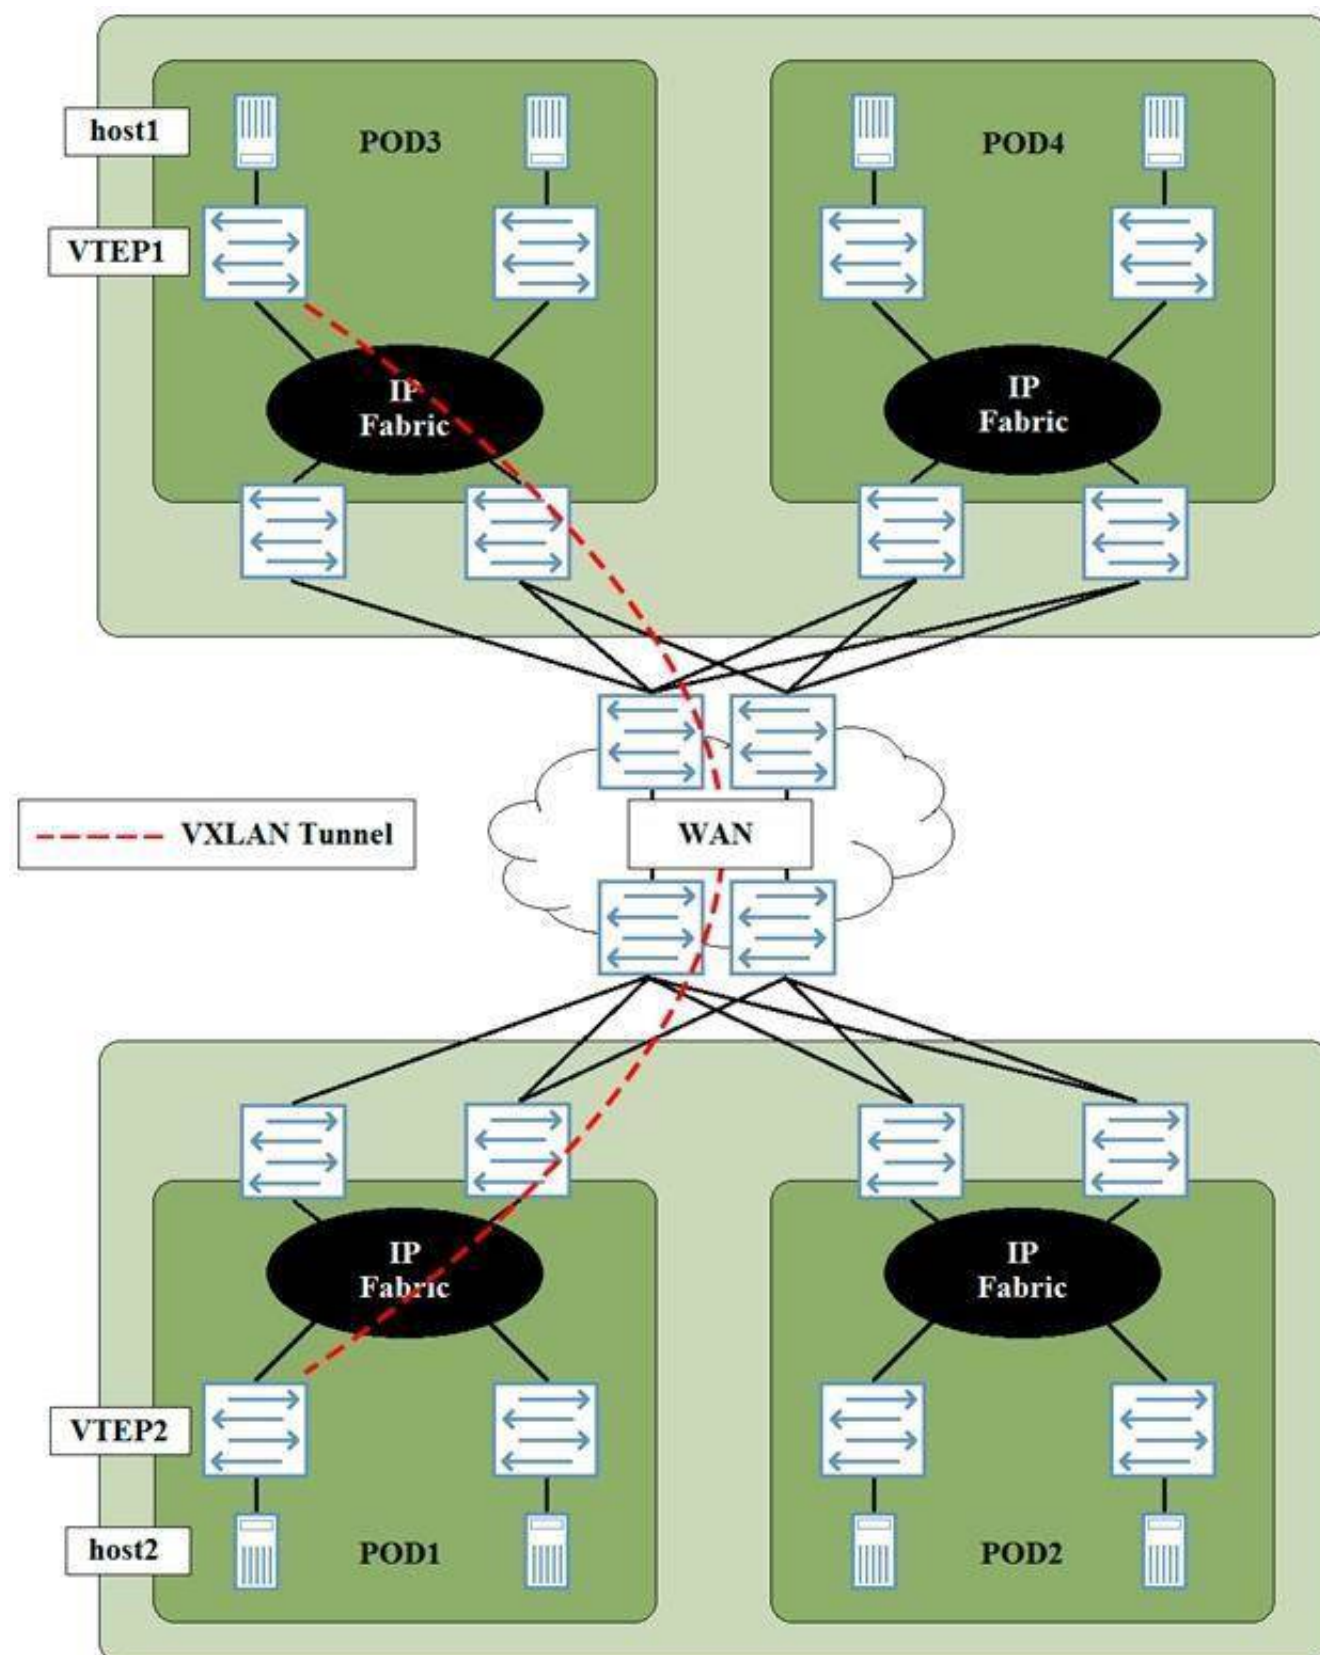 host1
POD3
POD4
VTEP1
IP
Fabric
IP
Fabric
VXLAN Tunnel
WAN
IP
Fabric
IP
Fabric
VTEP2
host2
POD1
POD2